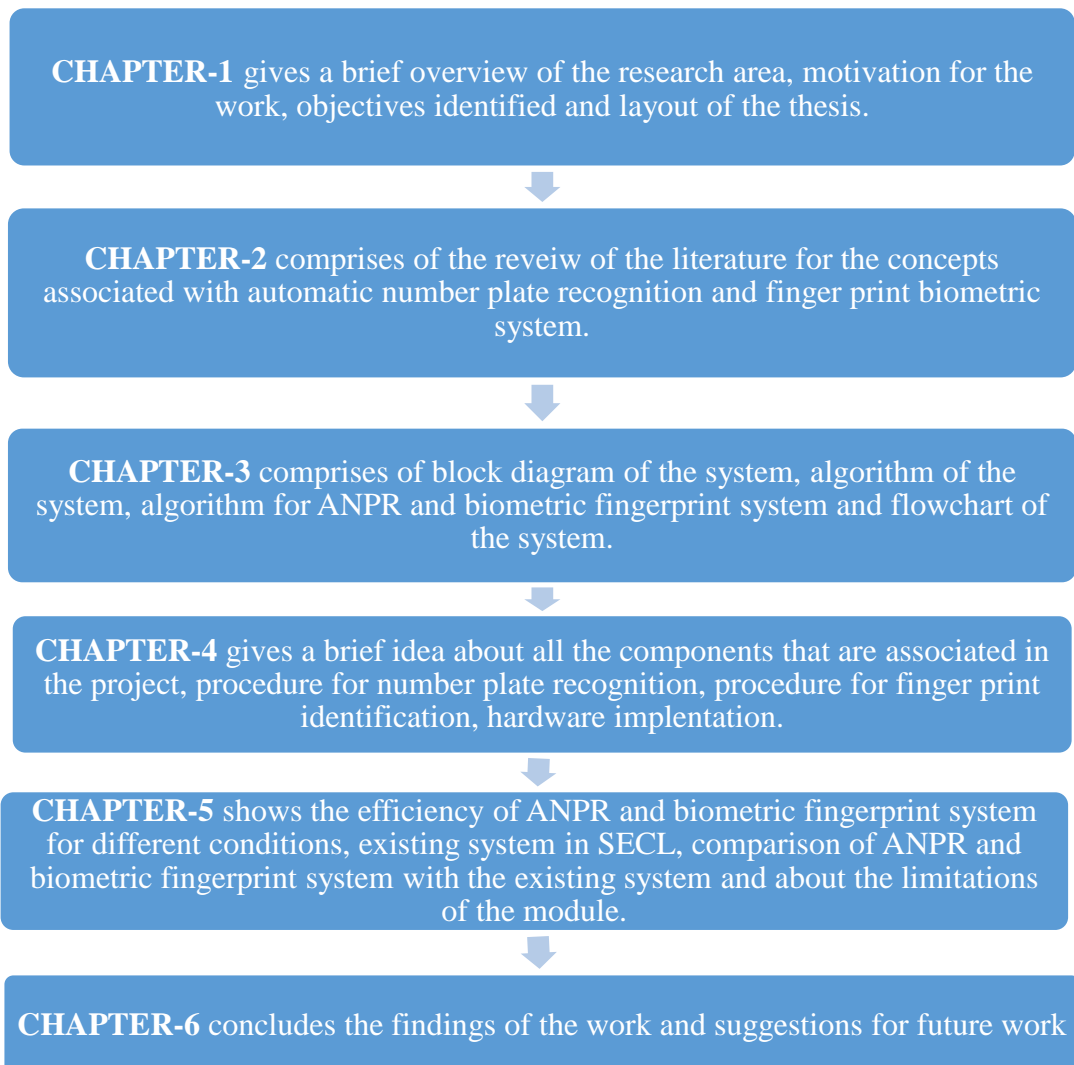 CHAPTER-1 gives a brief overview of the research area, motivation for the
work, objectives identified and layout of the thesis.
CHAPTER-2 comprises of the reveiw of the literature for the concepts
associated with automatic number plate recognition and finger print biometric
system.
CHAPTER-3 comprises of block diagram of the system, algorithm of the
system, algorithm for ANPR and biometric fingerprint system and flowchart of
the system.
CHAPTER-4 gives a brief idea about all the components that are associated in
the project, procedure for number plate recognition, procedure for finger print
identification, hardware implentation.
CHAPTER-5 shows the efficiency of ANPR and biometric fingerprint system
for different conditions, existing system in SECL, comparison of ANPR and
biometric fingerprint system with the existing system and about the limitations
of the module.
CHAPTER-6 concludes the findings of the work and suggestions for future work